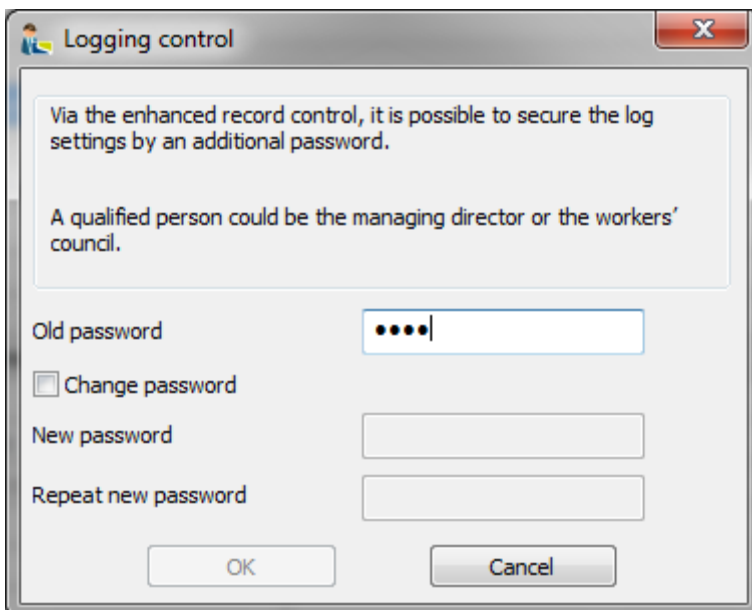 Logging control
Via the enhanced record control, it is possible to secure the log
settings by an additional password.
A qualified person could be the managing director or the workers’
council.
Old password
••••
Change password
New password
Repeat new password
OK
Cancel